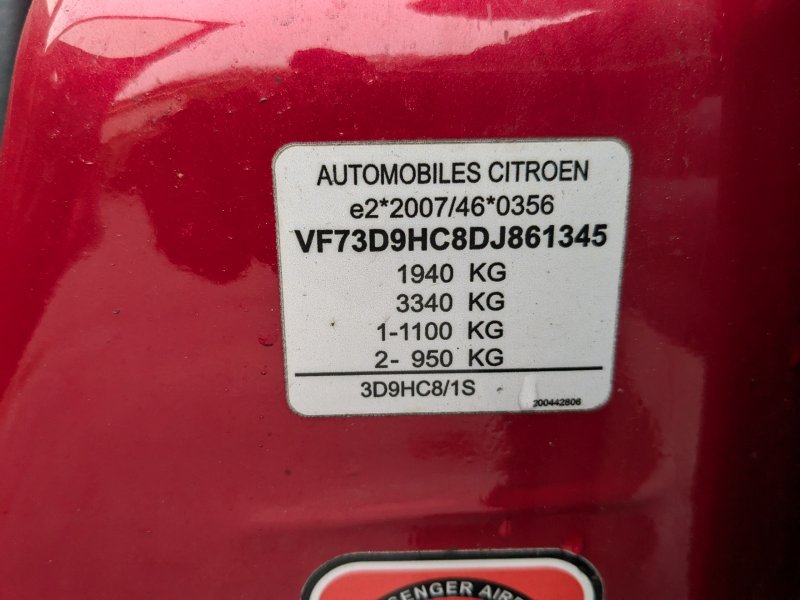 AUTOMOBILES CITROEN
e2*2007/46*0356
VF73D9HC8DJ861345
1940 KG
3340 KG
1-1100 KG
2- 950 KG
3D9HC8/1S
200442806